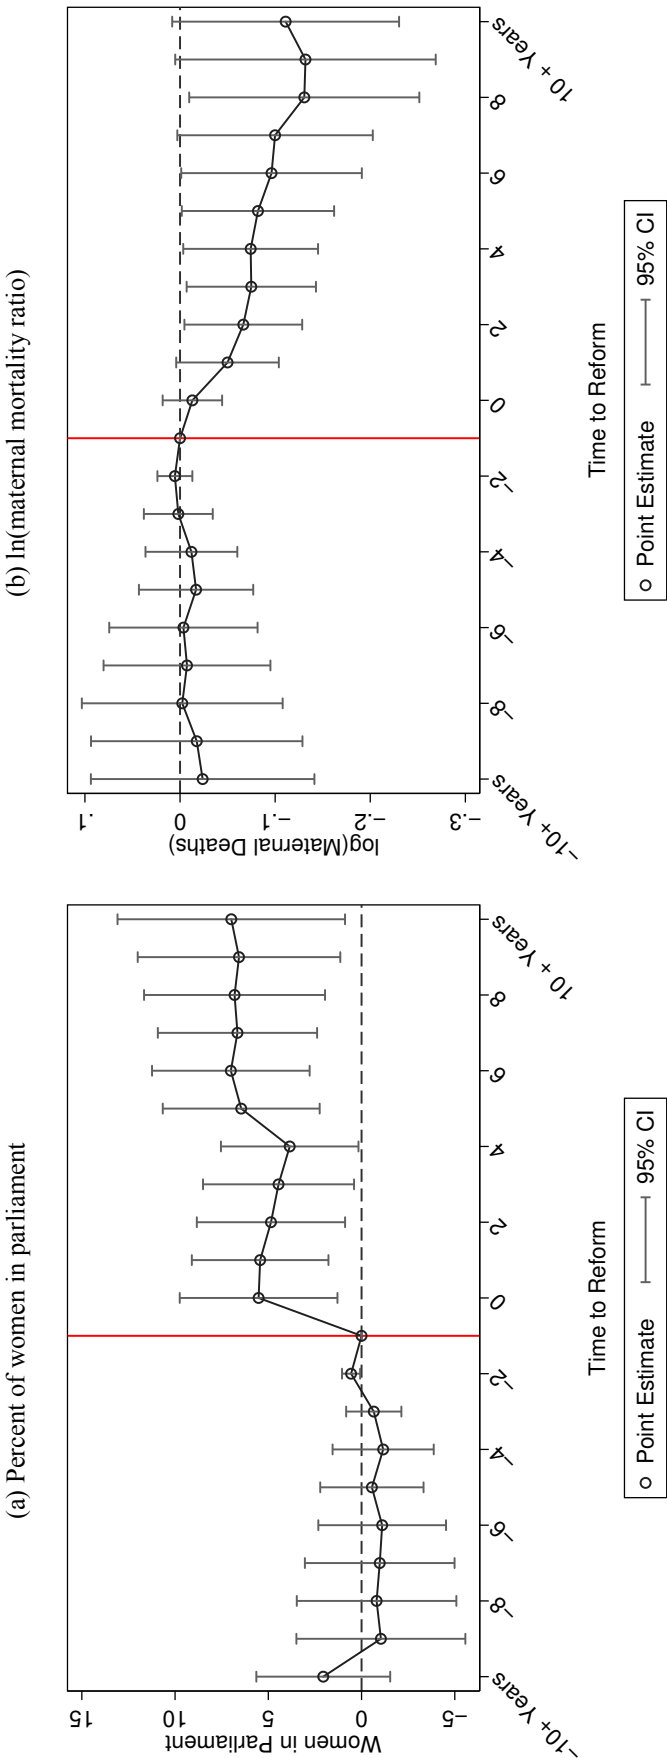 (a) Percent of women in parliament
Women in Parliament
15
10
5
0
−5
−10+ Years
−8
−6
−4
−2
0
2
4
6
8
10 + Years
Time to Reform
Point Estimate
95% CI
(b) ln(maternal mortality ratio)
log(Maternal Deaths)
.1
0
−.1
−.2
−.3
−10+ Years
−8
−6
−4
−2
0
2
4
6
8
10 + Years
Time to Reform
Point Estimate
95% CI